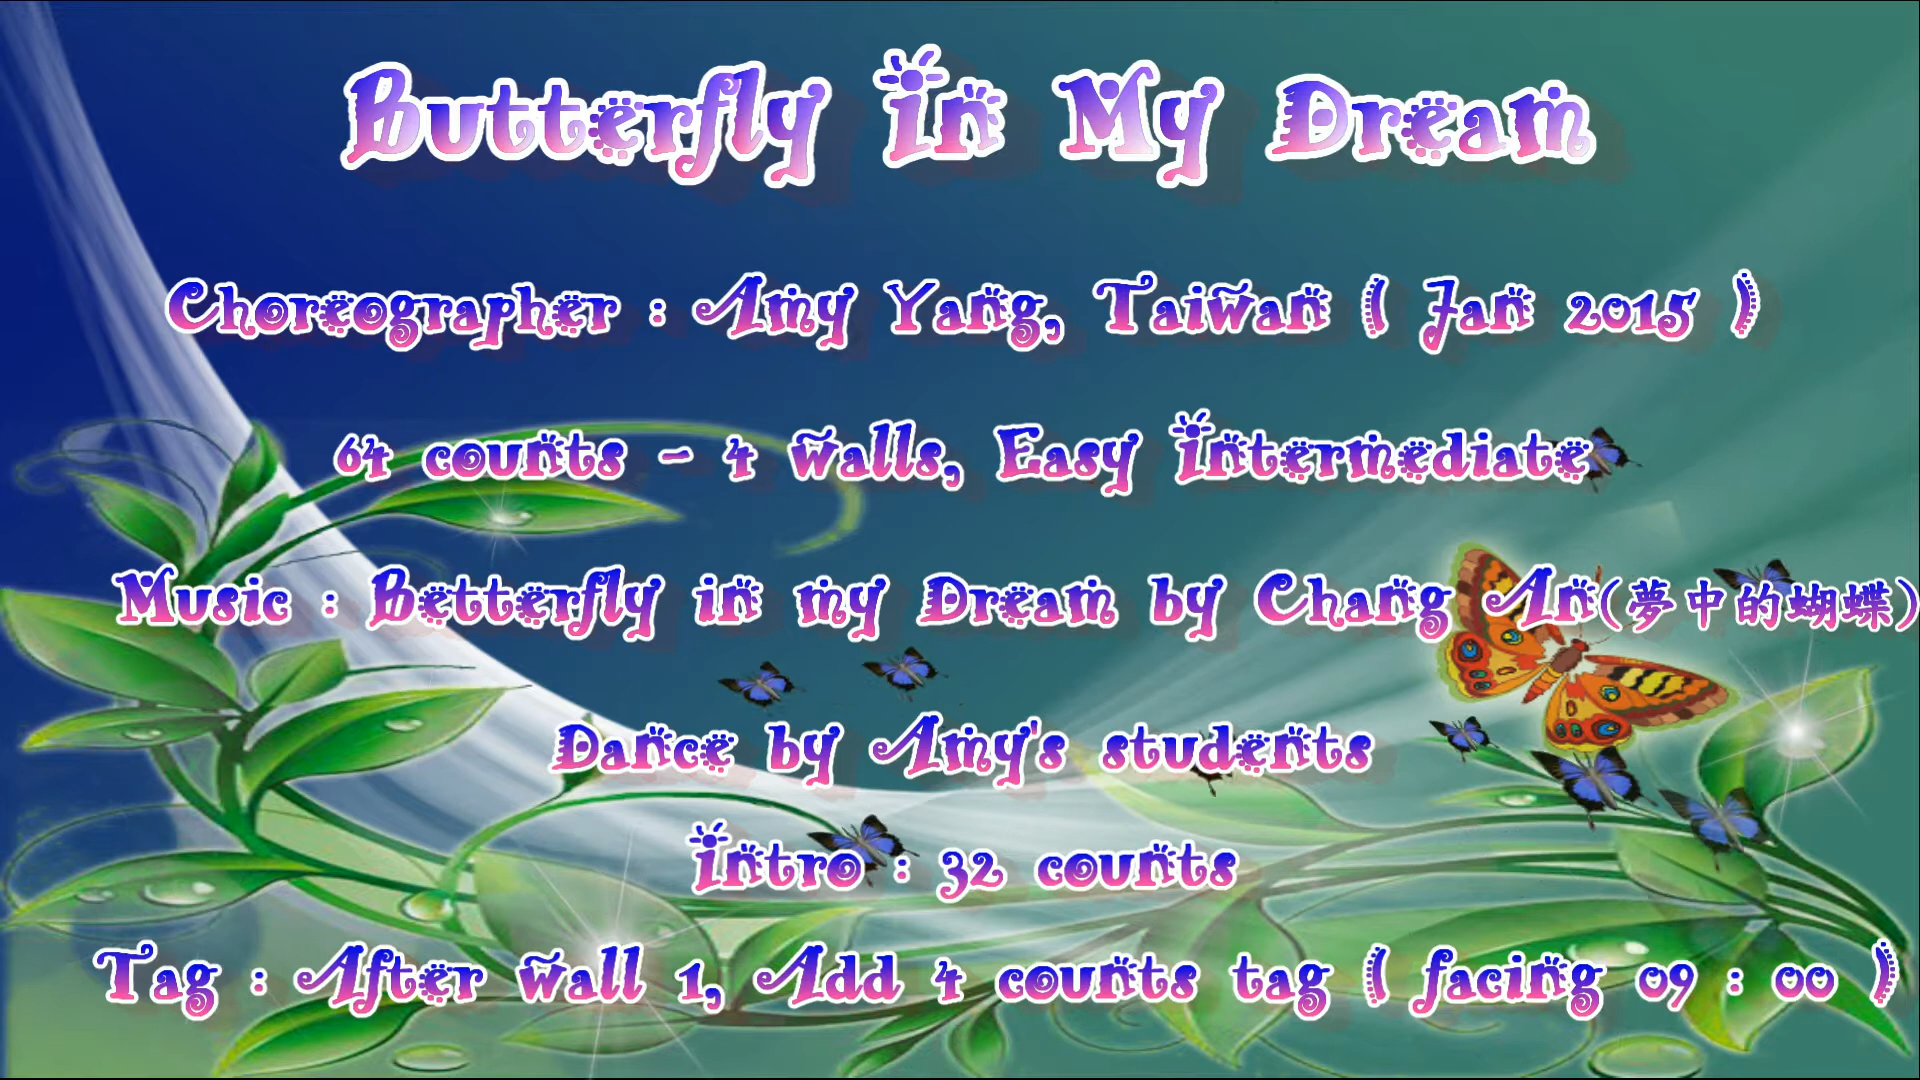 Butterfly In My Dream
Choreographer : Amy Yang, Taiwan ( Jan 2015 )
64 counts - 4 walls, Easy Intermediate
Music : Betterfly in my Dream by Chang An(夢中的蝴蝶)
Dance by Amy's students
Intro : 32 counts
Tag : After wall 1, Add 4 counts tag ( facing 09 : 00 )